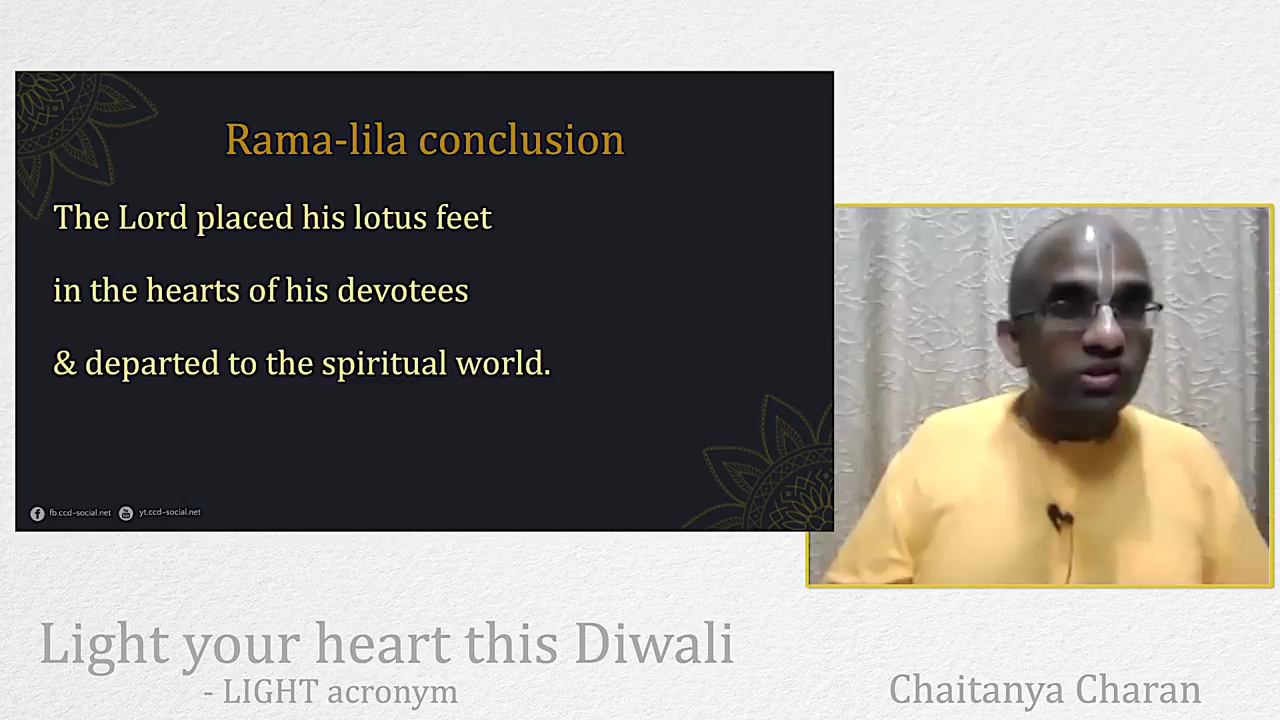 Rama-lila conclusion
The Lord placed his lotus feet
in the hearts of his devotees
& departed to the spiritual world.
fb.ccd-social.net yt.ccd-social.net
Light your heart this Diwali
- LIGHT acronym
Chaitanya Charan